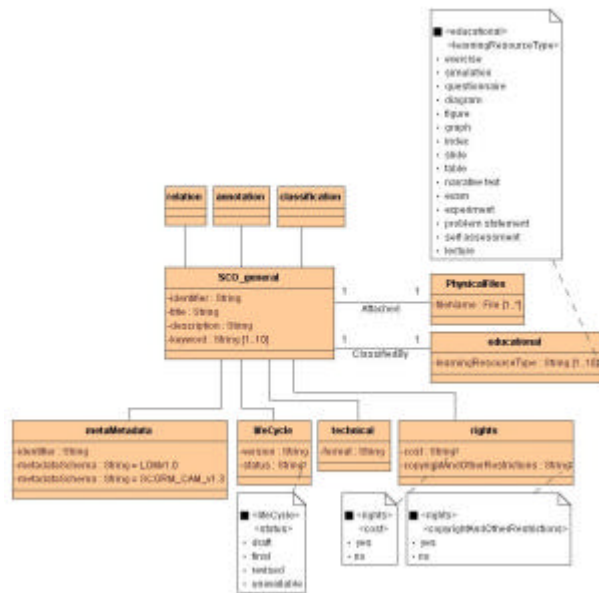 ■ <educational>
<learningResourceType>
- exercise
- simulation
- questionnaire
- diagram
- figure
- graph
- index
- slide
- table
- narrative text
- exam
- experiment
- problem statement
- self assessment
- lecture
relation
annotation
classification
SCO_general
-identifier : String
-title : String
-description : String
-keyword : String [1..10]
1
1
Attached
PhysicalFiles
-fileName : File [1..*]
1
1
ClassifiedBy
educational
-learningResourceType : String [1..10]
metaMetadata
-identifier : String
-metadataSchema : String = LOMv1.0
-metadataSchema : String = SCORM_CAM_v1.3
lifeCycle
-version : String
-status : String
technical
-format : String
rights
-cost : String
-copyrightAndOtherRestrictions : String
■ <lifeCycle>
<status>
- draft
- final
- revised
- unavailable
■ <rights>
<cost>
- yes
- no
■ <rights>
<copyrightAndOtherRestrictions>
- yes
- no